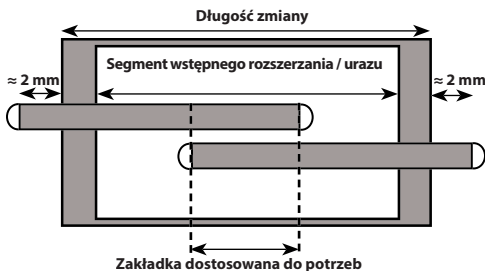 Długość zmiany
Segment wstępnego rozszerzania / urazu
≈ 2 mm
≈ 2 mm
Zakładka dostosowana do potrzeb